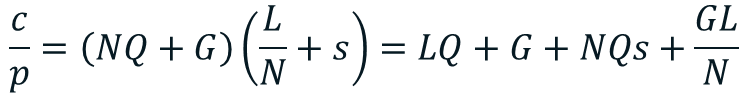 c/p = (NQ + G)(L/N + s) = LQ + G + NQs + GL/N